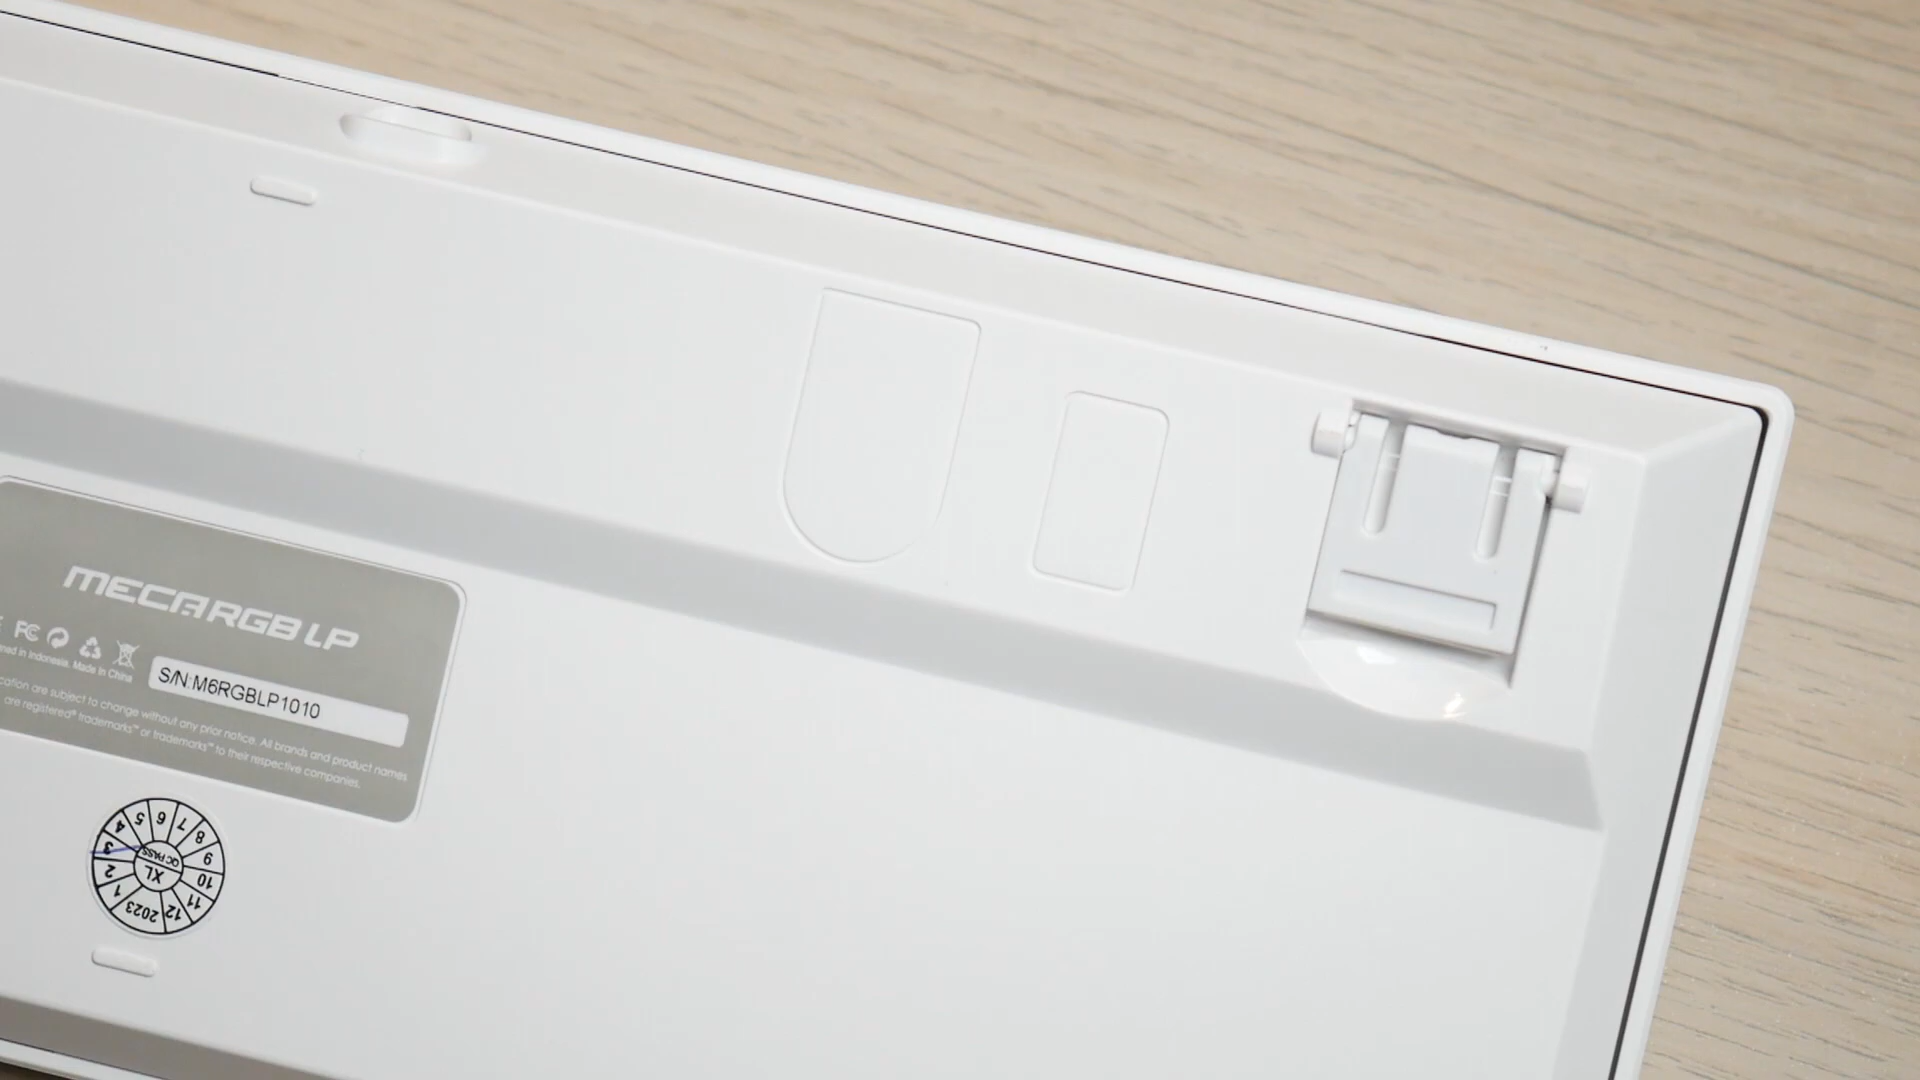 MECARGB LP
FC
ned in Indonesia. Made in China
S/N:M6RGBLP1010
cation are subject to change without any prior notice. All brands and product names
are registered® trademarks™ or trademarks™ to their respective companies.
1 2 3 4 5 6 7 8 9 10 11 12
2023
QC PASS
XL